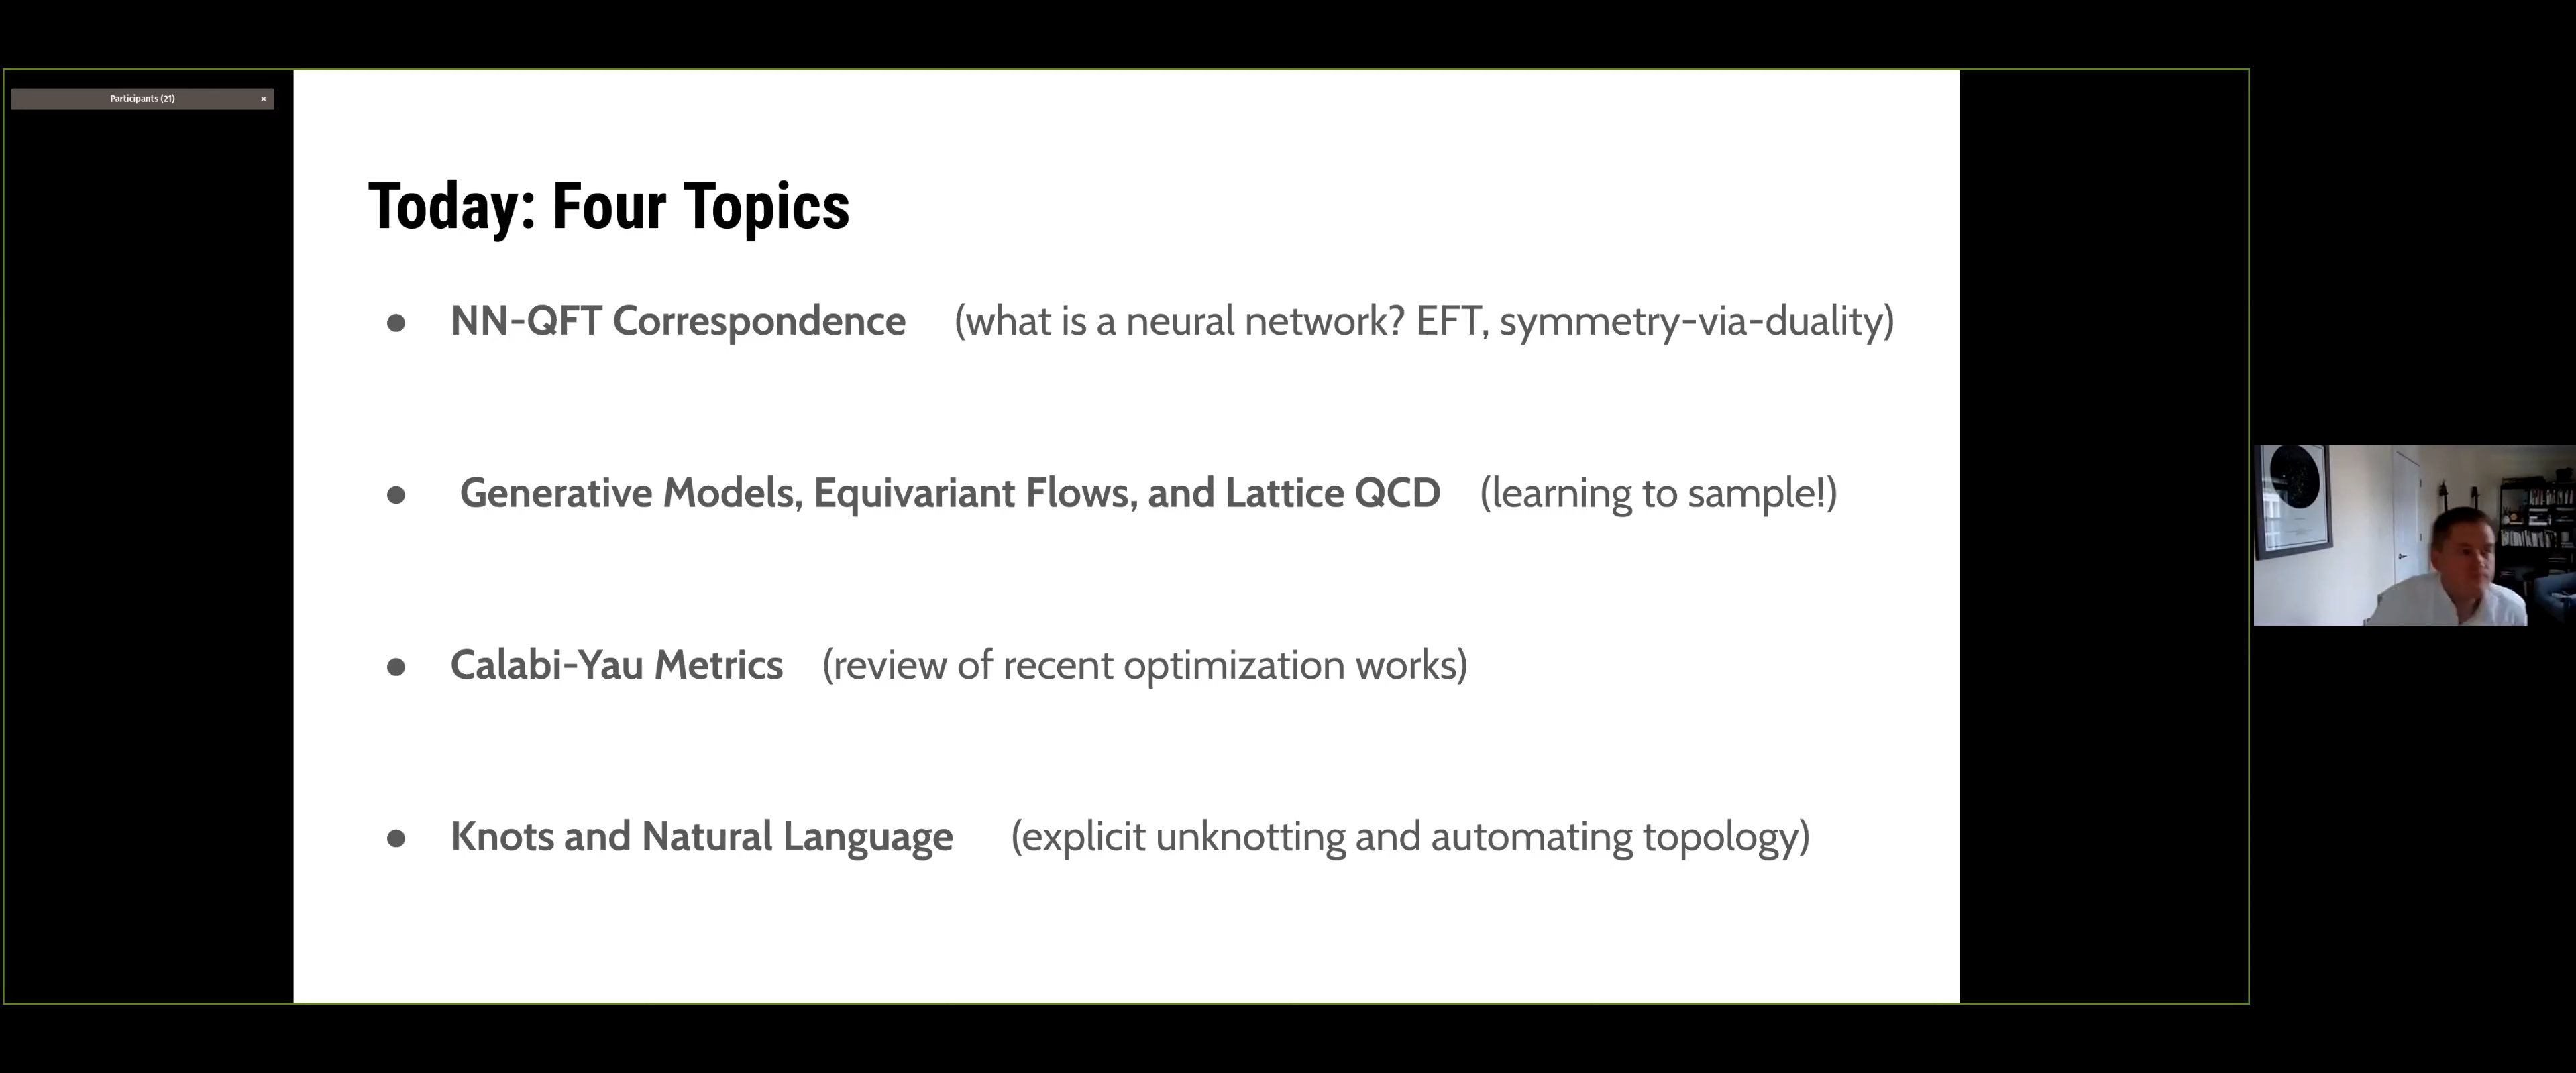 Participants (21) ×
Today: Four Topics
● NN-QFT Correspondence (what is a neural network? EFT, symmetry-via-duality)
● Generative Models, Equivariant Flows, and Lattice QCD (learning to sample!)
● Calabi-Yau Metrics (review of recent optimization works)
● Knots and Natural Language (explicit unknotting and automating topology)